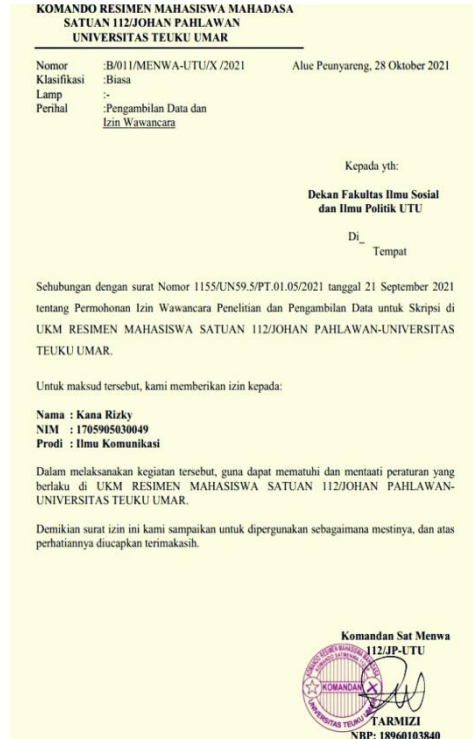 KOMANDO RESIMEN MAHASISWA MAHADASA
SATUAN 112/JOHAN PAHLAWAN
UNIVERSITAS TEUKU UMAR
Nomor :B/011/MENWA-UTU/X /2021 Alue Peunyareng, 28 Oktober 2021
Klasifikasi :Biasa
Lamp :-
Perihal :Pengambilan Data dan
Izin Wawancara
Kepada yth:
Dekan Fakultas Ilmu Sosial
dan Ilmu Politik UTU
Di_
Tempat
Sehubungan dengan surat Nomor 1155/UN59.5/PT.01.05/2021 tanggal 21 September 2021
tentang Permohonan Izin Wawancara Penelitian dan Pengambilan Data untuk Skripsi di
UKM RESIMEN MAHASISWA SATUAN 112/JOHAN PAHLAWAN-UNIVERSITAS
TEUKU UMAR.
Untuk maksud tersebut, kami memberikan izin kepada:
Nama : Kana Rizky
NIM : 1705905030049
Prodi : Ilmu Komunikasi
Dalam melaksanakan kegiatan tersebut, guna dapat mematuhi dan mentaati peraturan yang
berlaku di UKM RESIMEN MAHASISWA SATUAN 112/JOHAN PAHLAWAN-
UNIVERSITAS TEUKU UMAR.
Demikian surat izin ini kami sampaikan untuk dipergunakan sebagaimana mestinya, dan atas
perhatiannya diucapkan terimakasih.
Komandan Sat Menwa
112/JP-UTU
KOMANDAN
TARMIZI
NBP: 18960103840